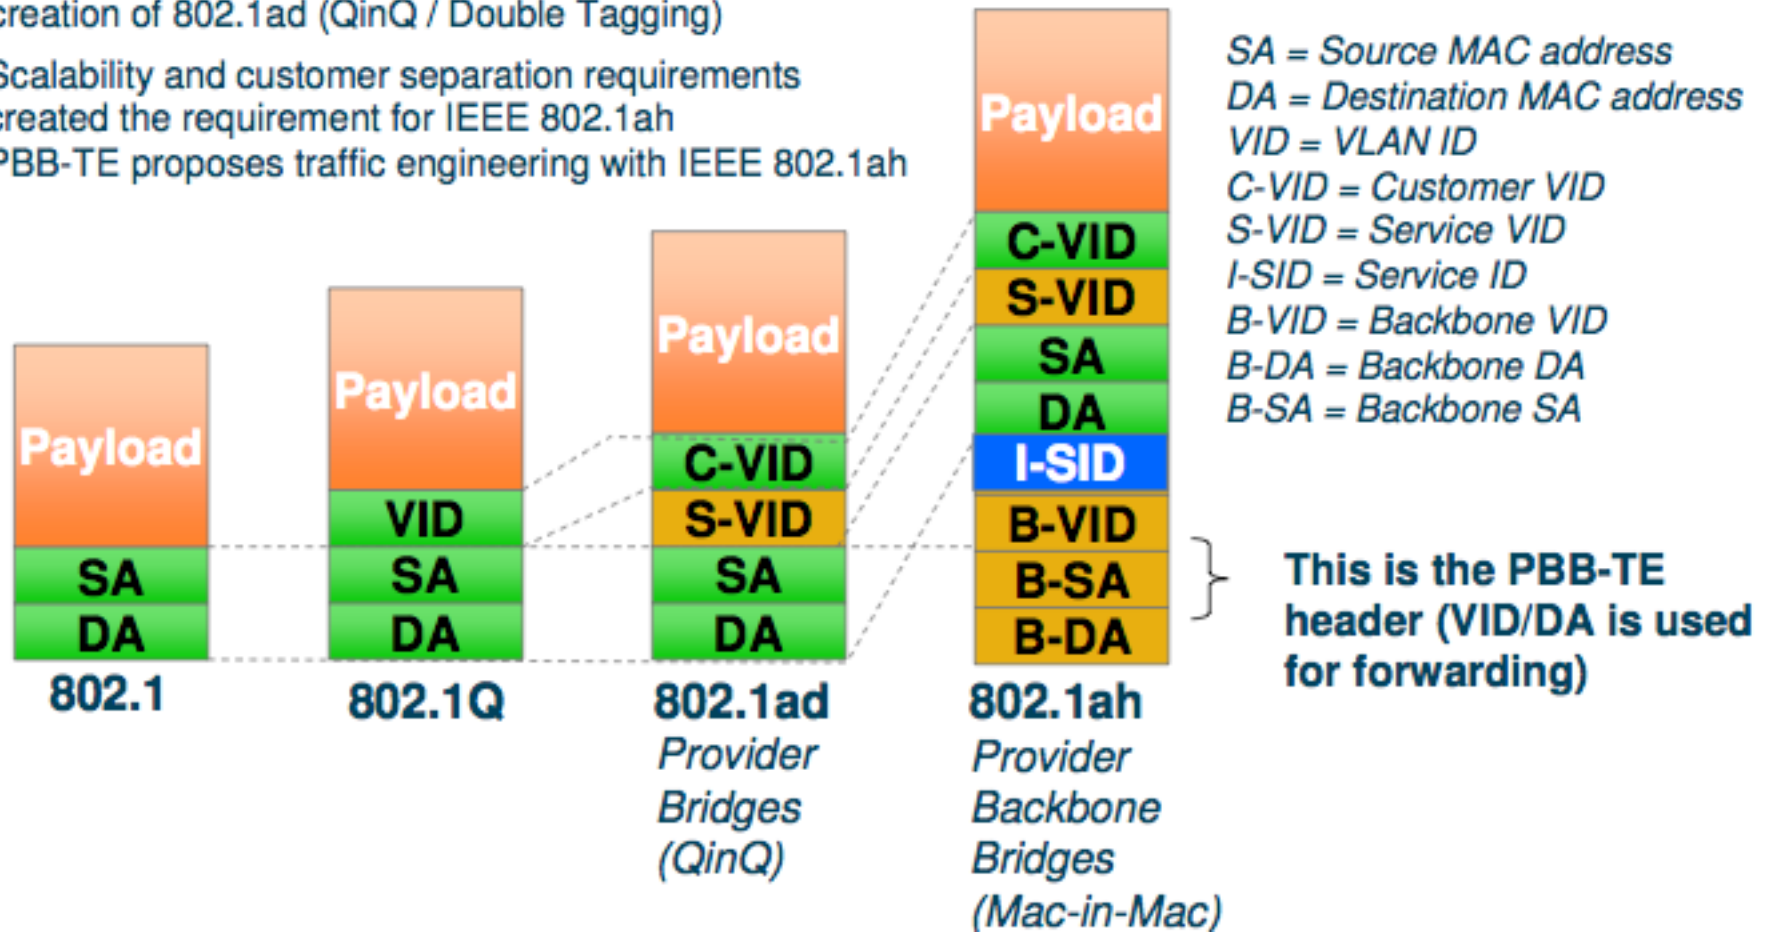 creation of 802.1ad (QinQ / Double Tagging)
Scalability and customer separation requirements
created the requirement for IEEE 802.1ah
PBB-TE proposes traffic engineering with IEEE 802.1ah
SA = Source MAC address
DA = Destination MAC address
VID = VLAN ID
C-VID = Customer VID
S-VID = Service VID
I-SID = Service ID
B-VID = Backbone VID
B-DA = Backbone DA
B-SA = Backbone SA
Payload
SA
DA
802.1
Payload
VID
SA
DA
802.1Q
Payload
C-VID
S-VID
SA
DA
802.1ad
Provider
Bridges
(QinQ)
Payload
C-VID
S-VID
SA
DA
I-SID
B-VID
B-SA
B-DA
802.1ah
Provider
Backbone
Bridges
(Mac-in-Mac)
This is the PBB-TE
header (VID/DA is used
for forwarding)